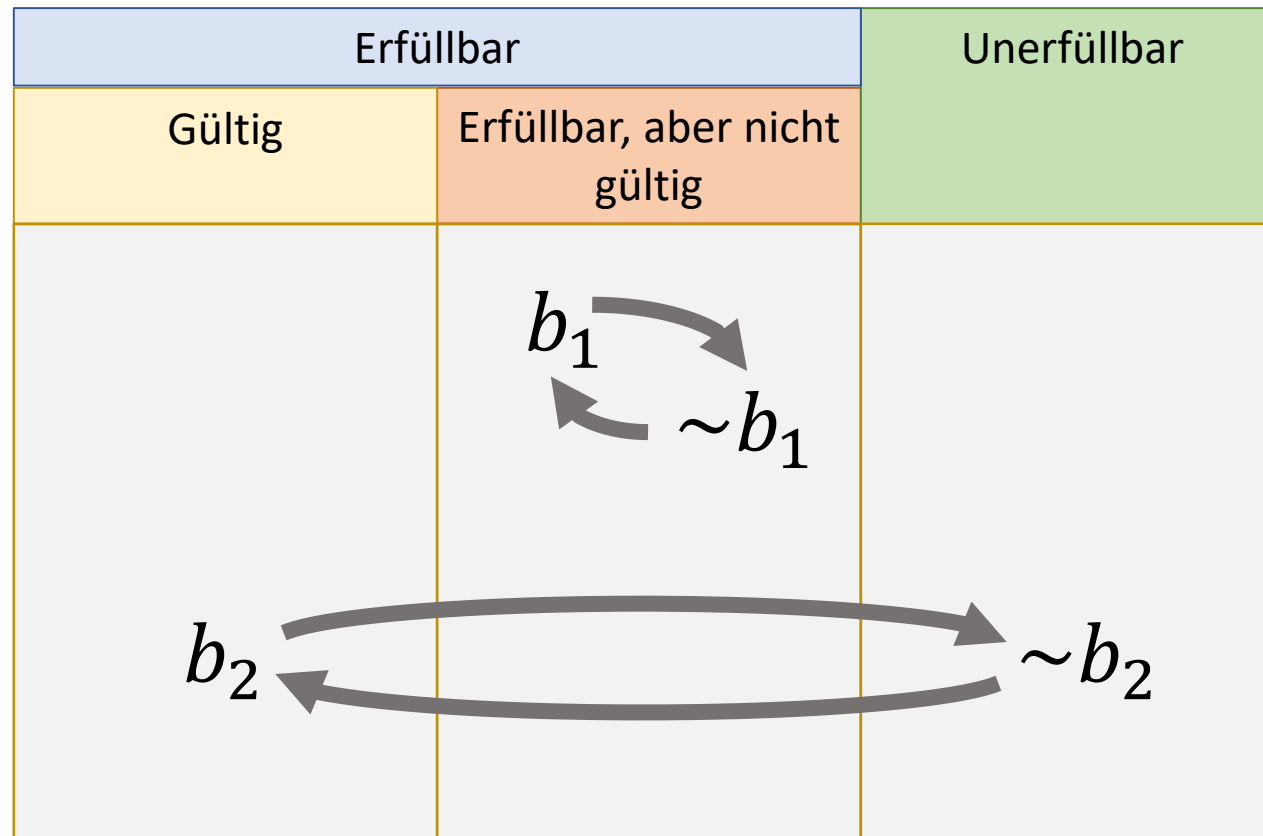 Erfüllbar
Unerfüllbar
Gültig
Erfüllbar, aber nicht
gültig
b₁
~b₁
b₂
~b₂